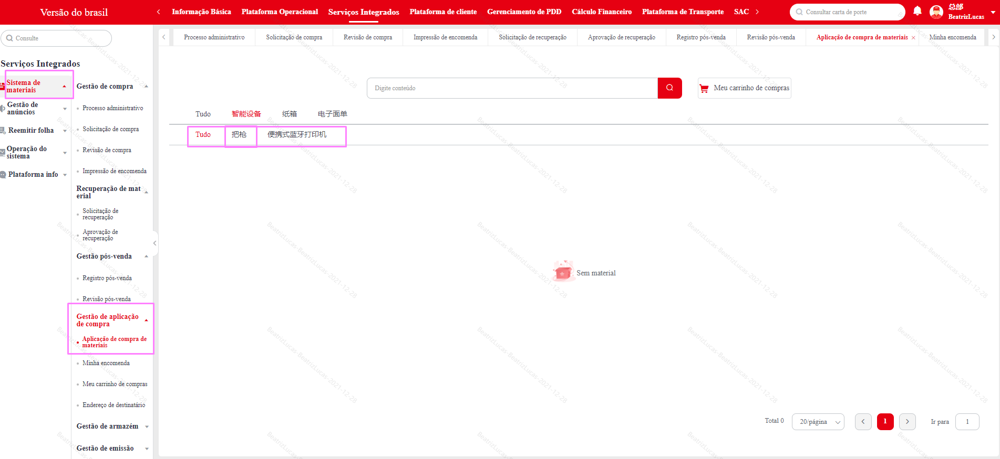 Versão do brasil
Informação Básica
Plataforma Operacional
Serviços Integrados
Plataforma de cliente
Gerenciamento de PDD
Cálculo Financeiro
Plataforma de Transporte
SAC
Consultar carta de porte
总部
BeatrizLucas
Consulte
Processo administrativo
Solicitação de compra
Revisão de compra
Impressão de encomenda
Solicitação de recuperação
Aprovação de recuperação
Registro pós-venda
Revisão pós-venda
Aplicação de compra de materiais
Minha encomenda
Serviços Integrados
Sistema de
materiais
Gestão de
anúncios
Reemitir folha
Operação do
sistema
Plataforma info
Gestão de compra
Processo administrativo
Solicitação de compra
Revisão de compra
Impressão de encomenda
Recuperação de mat
erial
Solicitação de
recuperação
Aprovação de
recuperação
Gestão pós-venda
Registro pós-venda
Revisão pós-venda
Gestão de aplicação
de compra
Aplicação de compra de
materiais
Minha encomenda
Meu carrinho de compras
Endereço de destinatário
Gestão de armazém
Gestão de emissão
Digite conteúdo
Meu carrinho de compras
Tudo
智能设备
纸箱
电子面单
Tudo
把枪
便携式蓝牙打印机
Sem material
Total 0
20/página
1
Ir para
1
BeatrizLucas-BeatrizLucas-2021-12-28